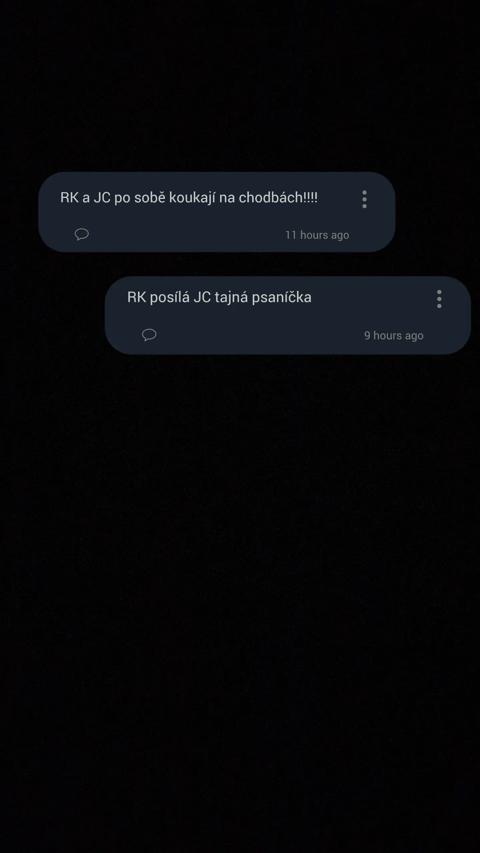 RK a JC po sobě koukají na chodbách!!!!
11 hours ago
RK posílá JC tajná psaníčka
9 hours ago